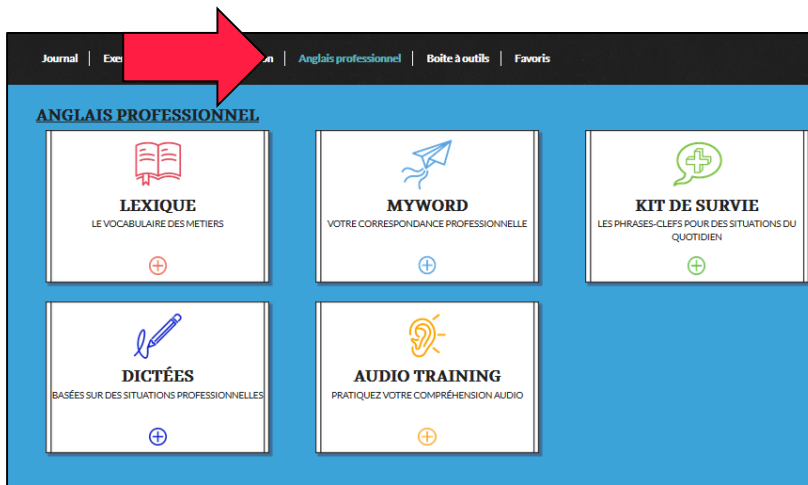 Journal | Exe on | Anglais professionnel | Boite à outils | Favoris
ANGLAIS PROFESSIONNEL
LEXIQUE
LE VOCABULAIRE DES METIERS
MYWORD
VOTRE CORRESPONDANCE PROFESSIONNELLE
KIT DE SURVIE
LES PHRASES-CLEFS POUR DES SITUATIONS DU
QUOTIDIEN
DICTÉES
BASÉES SUR DES SITUATIONS PROFESSIONNELLES
AUDIO TRAINING
PRATIQUEZ VOTRE COMPRÉHENSION AUDIO